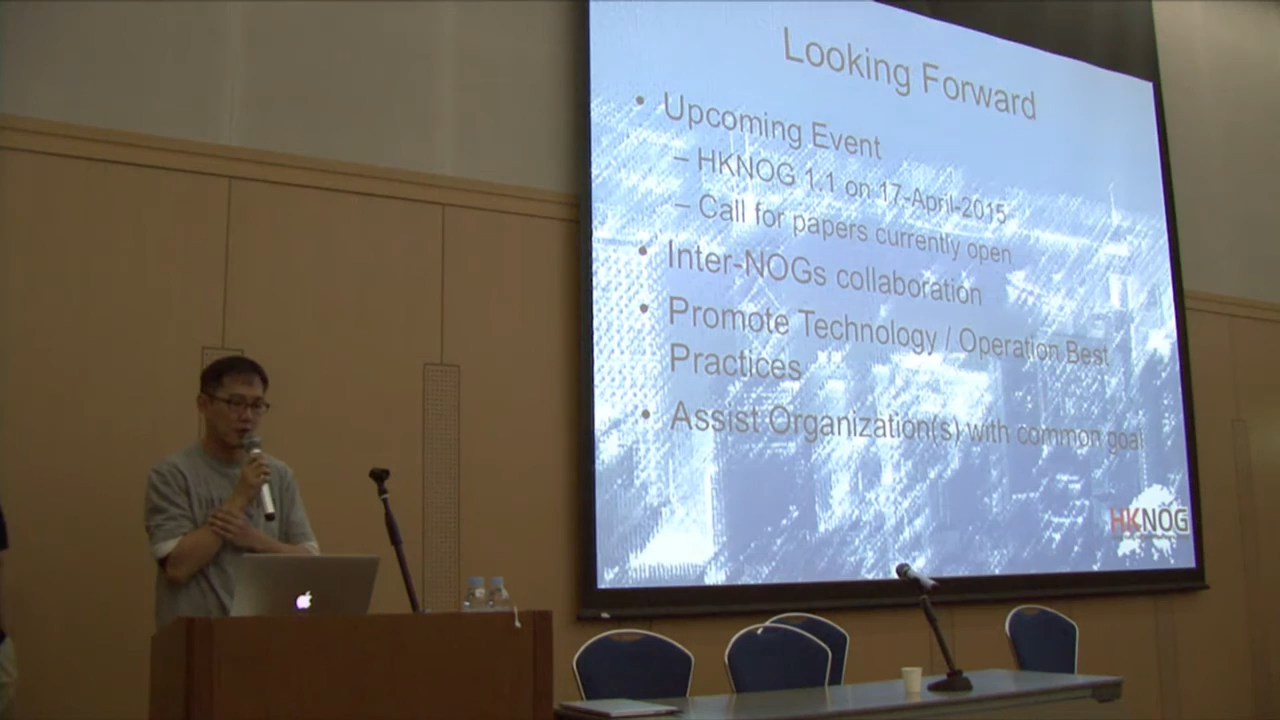 Looking Forward
• Upcoming Event
– HKNOG 1.1 on 17-April-2015
– Call for papers currently open
• Inter-NOGs collaboration
• Promote Technology / Operation Best
Practices
• Assist Organization(s) with common goal
HKNOG